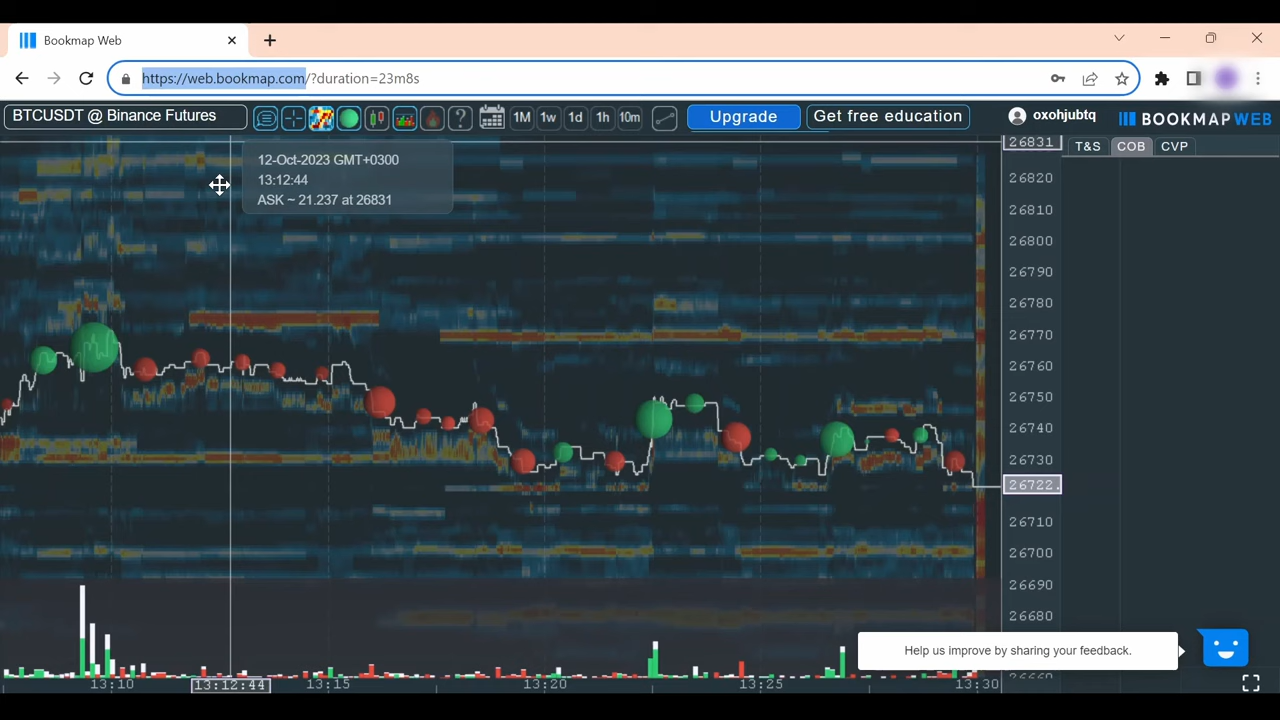 Bookmap Web
https://web.bookmap.com/?duration=23m8s
BTCUSDT @ Binance Futures
1M 1w 1d 1h 10m
Upgrade
Get free education
oxohjubtq
BOOKMAP WEB
T&S COB CVP
12-Oct-2023 GMT+0300
13:12:44
ASK ~ 21.237 at 26831
26831
26820
26810
26800
26790
26780
26770
26760
26750
26740
26730
26722.
26710
26700
26690
26680
Help us improve by sharing your feedback.
13:10 13:12:44 13:15 13:20 13:25 13:30